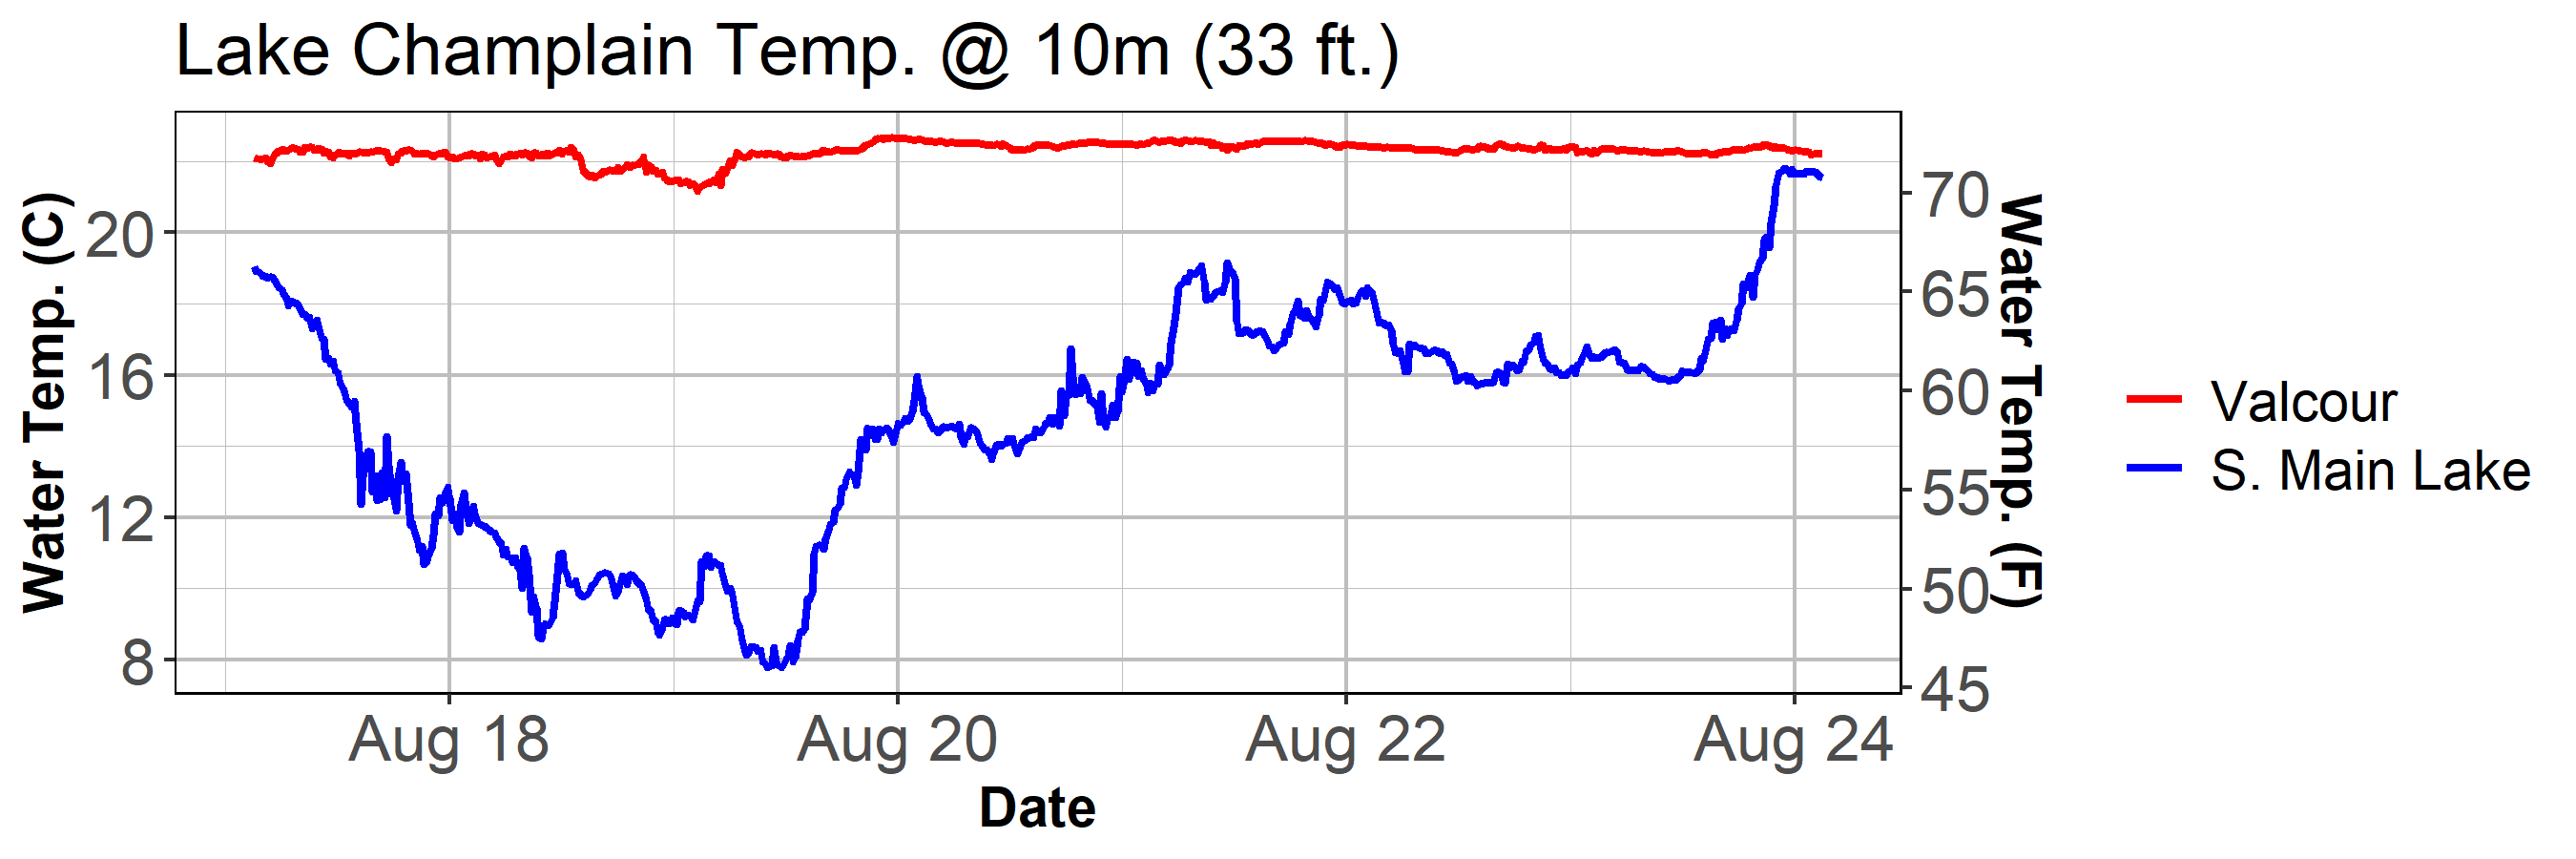 Lake Champlain Temp. @ 10m (33 ft.)
Water Temp. (C)
20
16
12
8
70
65
60
55
50
45
Water Temp. (F)
Aug 18
Aug 20
Aug 22
Aug 24
Date
Valcour
S. Main Lake